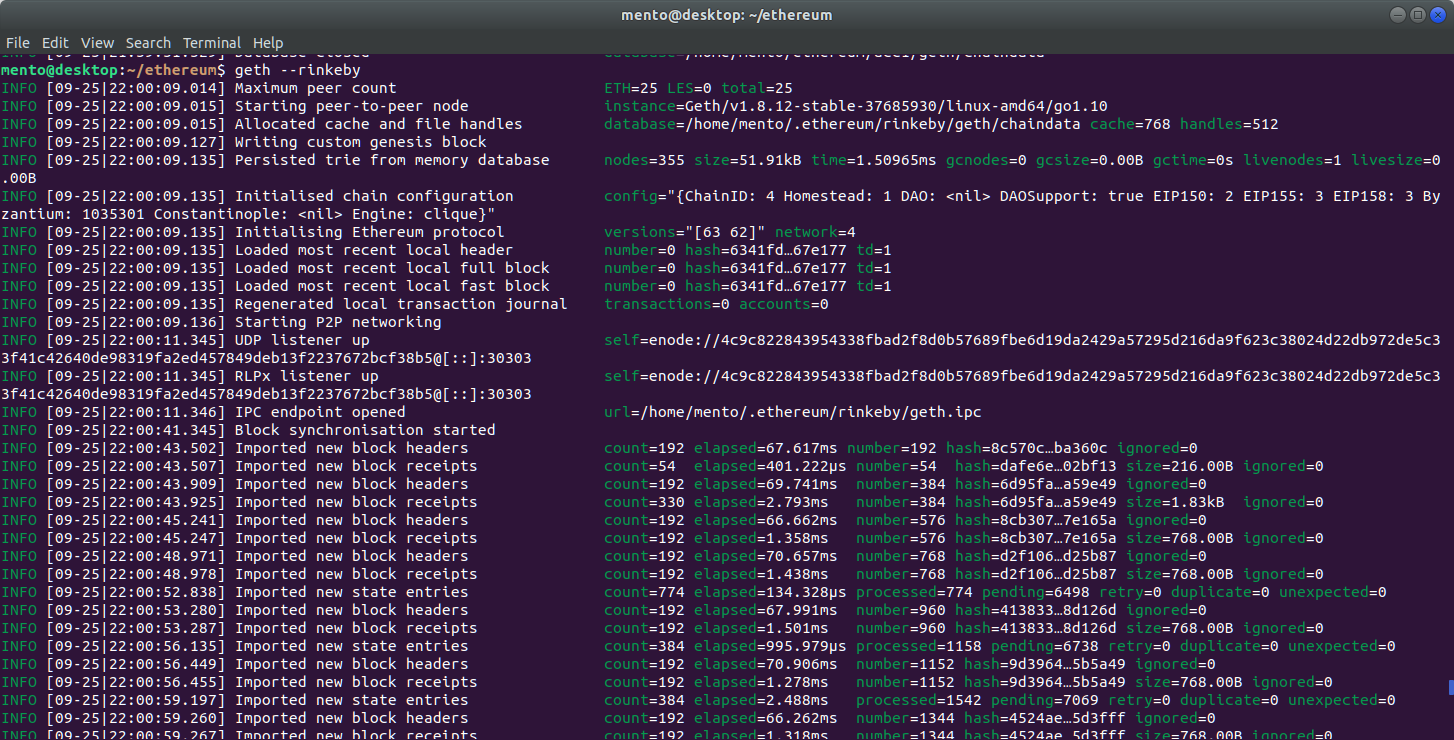 mento@desktop: ~/ethereum
File Edit View Search Terminal Help
mento@desktop:~/ethereum$ geth --rinkeby
INFO [09-25|22:00:09.014] Maximum peer count ETH=25 LES=0 total=25
INFO [09-25|22:00:09.015] Starting peer-to-peer node instance=Geth/v1.8.12-stable-37685930/linux-amd64/go1.10
INFO [09-25|22:00:09.015] Allocated cache and file handles database=/home/mento/.ethereum/rinkeby/geth/chaindata cache=768 handles=512
INFO [09-25|22:00:09.127] Writing custom genesis block
INFO [09-25|22:00:09.135] Persisted trie from memory database nodes=355 size=51.91kB time=1.50965ms gcnodes=0 gcsize=0.00B gctime=0s livenodes=1 livesize=0
.00B
INFO [09-25|22:00:09.135] Initialised chain configuration config="{ChainID: 4 Homestead: 1 DAO: <nil> DAOSupport: true EIP150: 2 EIP155: 3 EIP158: 3 By
zantium: 1035301 Constantinople: <nil> Engine: clique}"
INFO [09-25|22:00:09.135] Initialising Ethereum protocol versions="[63 62]" network=4
INFO [09-25|22:00:09.135] Loaded most recent local header number=0 hash=6341fd…67e177 td=1
INFO [09-25|22:00:09.135] Loaded most recent local full block number=0 hash=6341fd…67e177 td=1
INFO [09-25|22:00:09.135] Loaded most recent local fast block number=0 hash=6341fd…67e177 td=1
INFO [09-25|22:00:09.135] Regenerated local transaction journal transactions=0 accounts=0
INFO [09-25|22:00:09.136] Starting P2P networking
INFO [09-25|22:00:11.345] UDP listener up self=enode://4c9c822843954338fbad2f8d0b57689fbe6d19da2429a57295d216da9f623c38024d22db972de5c3
3f41c42640de98319fa2ed457849deb13f2237672bcf38b5@[::]:30303
INFO [09-25|22:00:11.345] RLPx listener up self=enode://4c9c822843954338fbad2f8d0b57689fbe6d19da2429a57295d216da9f623c38024d22db972de5c3
3f41c42640de98319fa2ed457849deb13f2237672bcf38b5@[::]:30303
INFO [09-25|22:00:11.346] IPC endpoint opened url=/home/mento/.ethereum/rinkeby/geth.ipc
INFO [09-25|22:00:41.345] Block synchronisation started
INFO [09-25|22:00:43.502] Imported new block headers count=192 elapsed=67.617ms number=192 hash=8c570c…ba360c ignored=0
INFO [09-25|22:00:43.507] Imported new block receipts count=54 elapsed=401.222µs number=54 hash=dafe6e…02bf13 size=216.00B ignored=0
INFO [09-25|22:00:43.909] Imported new block headers count=192 elapsed=69.741ms number=384 hash=6d95fa…a59e49 ignored=0
INFO [09-25|22:00:43.925] Imported new block receipts count=330 elapsed=2.793ms number=384 hash=6d95fa…a59e49 size=1.83kB ignored=0
INFO [09-25|22:00:45.241] Imported new block headers count=192 elapsed=66.662ms number=576 hash=8cb307…7e165a ignored=0
INFO [09-25|22:00:45.247] Imported new block receipts count=192 elapsed=1.358ms number=576 hash=8cb307…7e165a size=768.00B ignored=0
INFO [09-25|22:00:48.971] Imported new block headers count=192 elapsed=70.657ms number=768 hash=d2f106…d25b87 ignored=0
INFO [09-25|22:00:48.978] Imported new block receipts count=192 elapsed=1.438ms number=768 hash=d2f106…d25b87 size=768.00B ignored=0
INFO [09-25|22:00:52.838] Imported new state entries count=774 elapsed=134.328µs processed=774 pending=6498 retry=0 duplicate=0 unexpected=0
INFO [09-25|22:00:53.280] Imported new block headers count=192 elapsed=67.991ms number=960 hash=413833…8d126d ignored=0
INFO [09-25|22:00:53.287] Imported new block receipts count=192 elapsed=1.501ms number=960 hash=413833…8d126d size=768.00B ignored=0
INFO [09-25|22:00:56.135] Imported new state entries count=384 elapsed=995.979µs processed=1158 pending=6738 retry=0 duplicate=0 unexpected=0
INFO [09-25|22:00:56.449] Imported new block headers count=192 elapsed=70.906ms number=1152 hash=9d3964…5b5a49 ignored=0
INFO [09-25|22:00:56.455] Imported new block receipts count=192 elapsed=1.278ms number=1152 hash=9d3964…5b5a49 size=768.00B ignored=0
INFO [09-25|22:00:59.197] Imported new state entries count=384 elapsed=2.488ms processed=1542 pending=7069 retry=0 duplicate=0 unexpected=0
INFO [09-25|22:00:59.260] Imported new block headers count=192 elapsed=66.262ms number=1344 hash=4524ae…5d3fff ignored=0
INFO [09-25|22:00:59.267] Imported new block receipts count=192 elapsed=1.318ms number=1344 hash=4524ae…5d3fff size=768.00B ignored=0